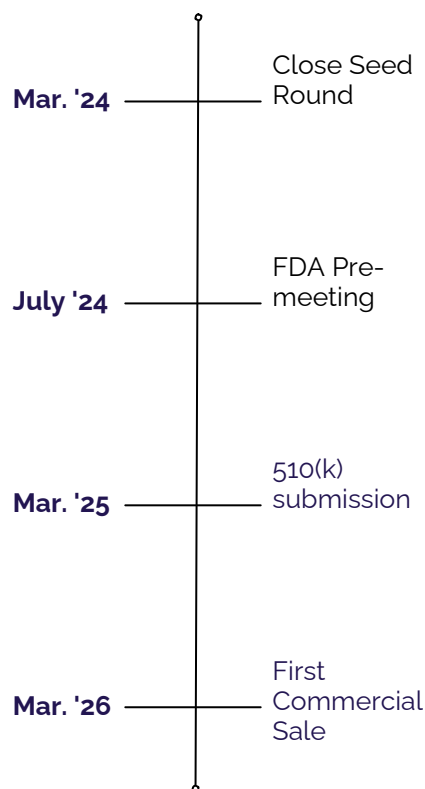 Mar. '24
Close Seed
Round
July '24
FDA Pre-
meeting
Mar. '25
510(k)
submission
Mar. '26
First
Commercial
Sale